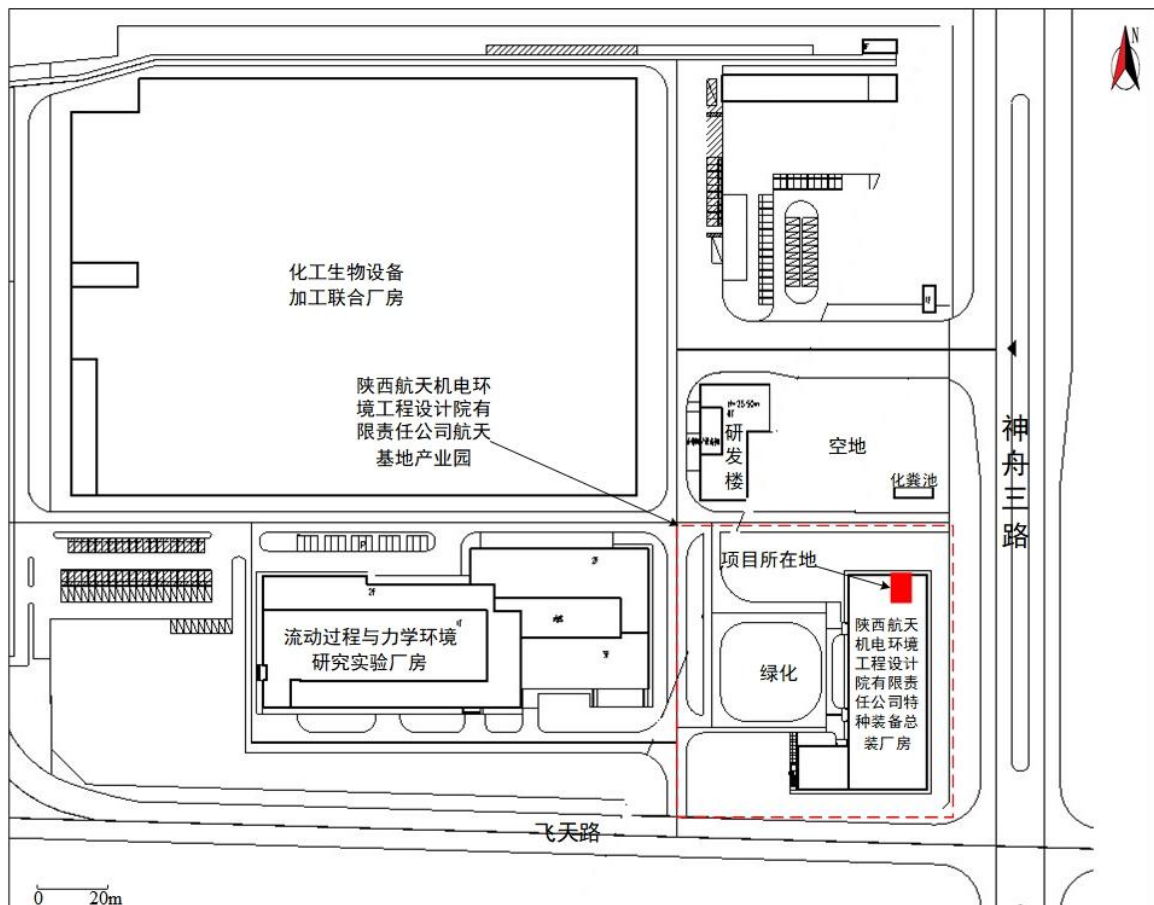 N
化工生物设备
加工联合厂房
陕西航天机电环
境工程设计院有
限责任公司航天
基地产业园
研发楼
空地
化粪池
神舟三路
项目所在地
陕西航天
机电环境
工程设计
院有限责
任公司特
种装备总
装厂房
绿化
P
2F
流动过程与力学环境
研究实验厂房
飞天路
0 20m